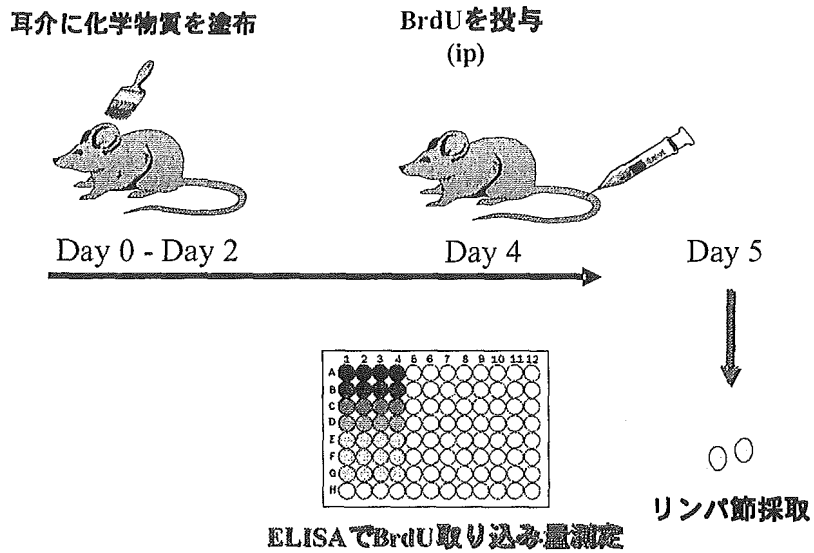 耳介に化学物質を塗布
BrdUを投与
(ip)
Day 0 - Day 2
Day 4
Day 5
1 2 3 4 5 6 7 8 9 10 11 12
A
B
C
D
E
F
G
H
リンパ節採取
ELISAでBrdU取り込み量測定